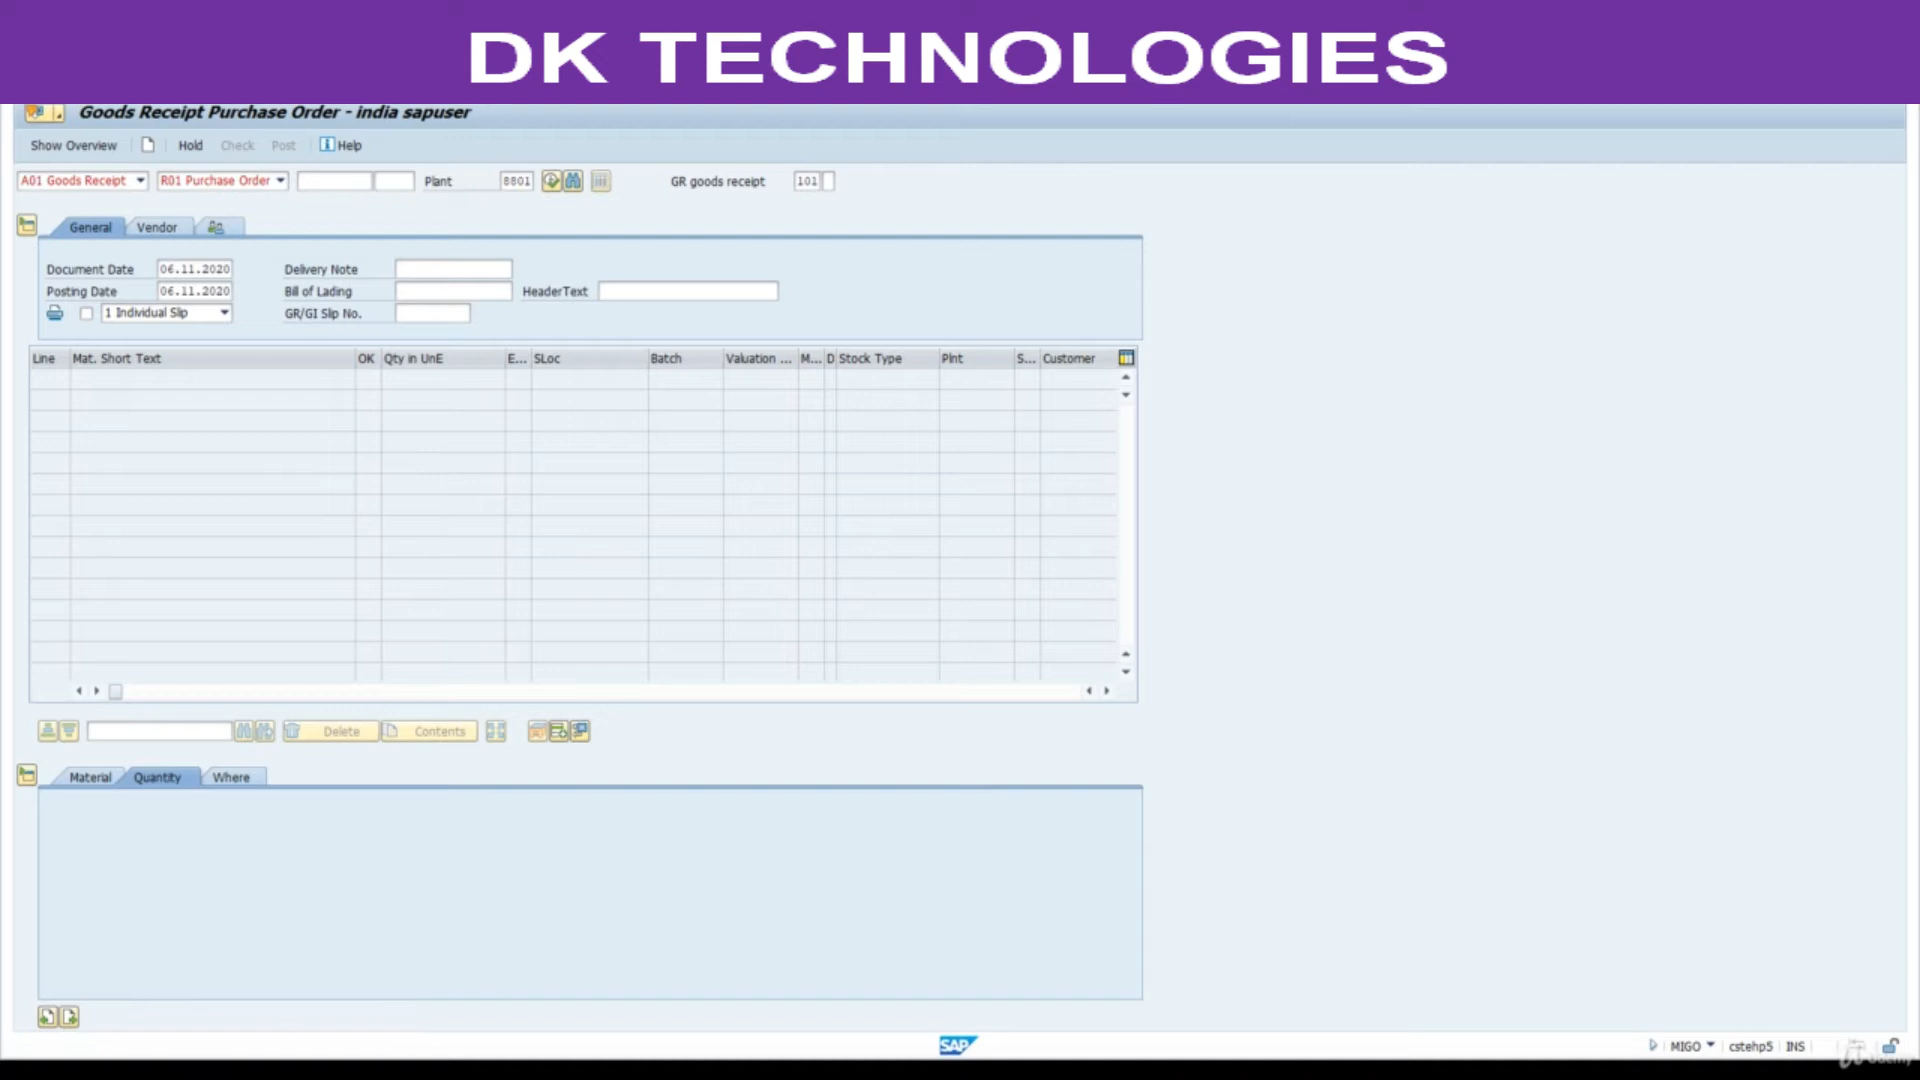 DK TECHNOLOGIES
Goods Receipt Purchase Order - india sapuser
Show Overview Hold Check Post Help
A01 Goods Receipt R01 Purchase Order Plant 8801 GR goods receipt 101
General Vendor
Document Date 06.11.2020 Delivery Note
Posting Date 06.11.2020 Bill of Lading HeaderText
1 Individual Slip GR/GI Slip No.
Line Mat. Short Text OK Qty in UnE E... SLoc Batch Valuation ... M... D Stock Type Plnt S... Customer
Delete Contents
Material Quantity Where
SAP MIGO cstehp5 INS
Udemy